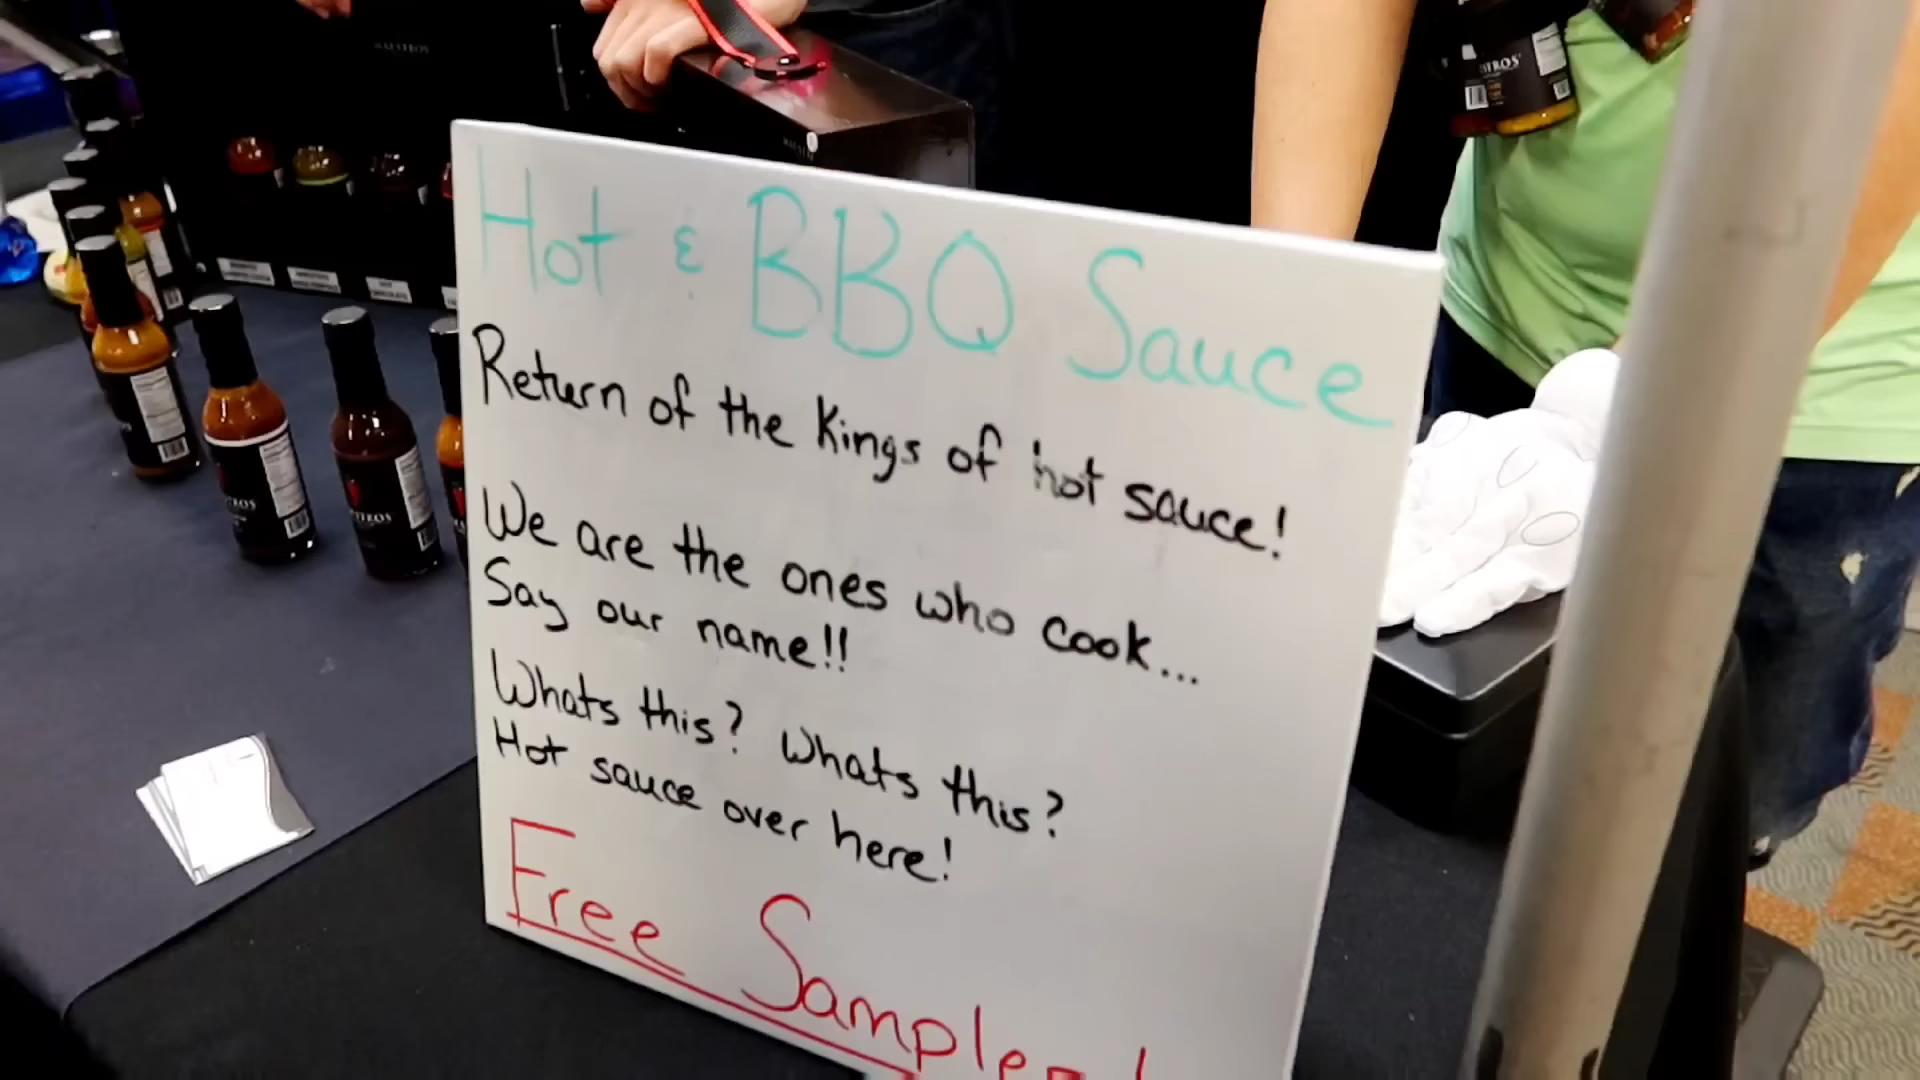 Hot & BBQ Sauce
Return of the Kings of hot sauce!
We are the ones who cook...
Say our name!!
Whats this? Whats this?
Hot sauce over here!
Free Samples!